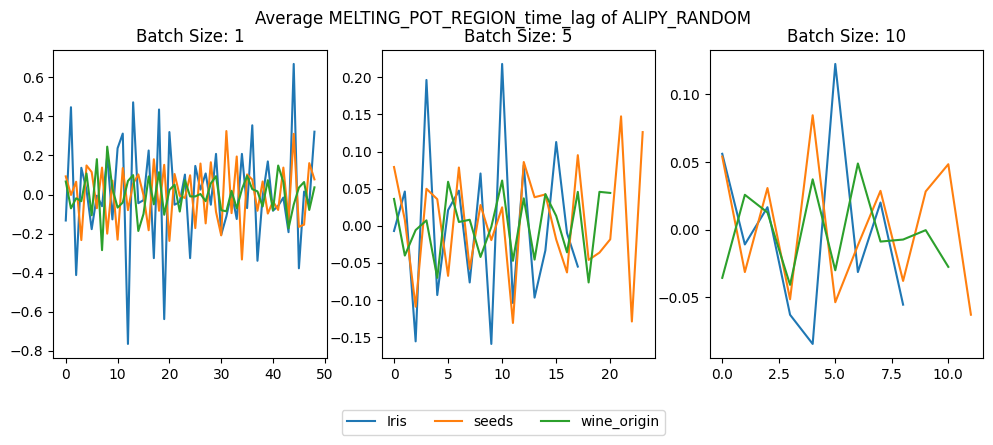 Average MELTING_POT_REGION_time_lag of ALIPY_RANDOM
Batch Size: 1
Batch Size: 5
Batch Size: 10
0.6
0.4
0.2
0.0
−0.2
−0.4
−0.6
−0.8
0 10 20 30 40 50
0.20
0.15
0.10
0.05
0.00
−0.05
−0.10
−0.15
0 5 10 15 20
0.10
0.05
0.00
−0.05
0.0 2.5 5.0 7.5 10.0
Iris seeds wine_origin